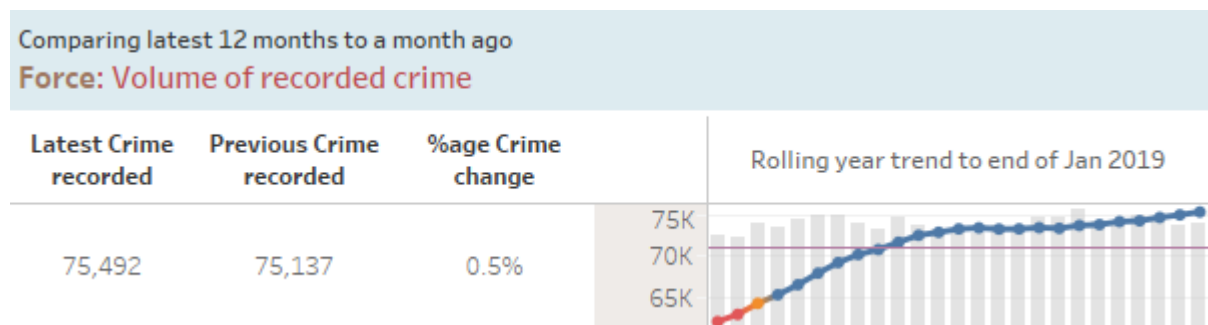 Comparing latest 12 months to a month ago
Force: Volume of recorded crime
Latest Crime recorded
Previous Crime recorded
%age Crime change
Rolling year trend to end of Jan 2019
75,492
75,137
0.5%
75K
70K
65K